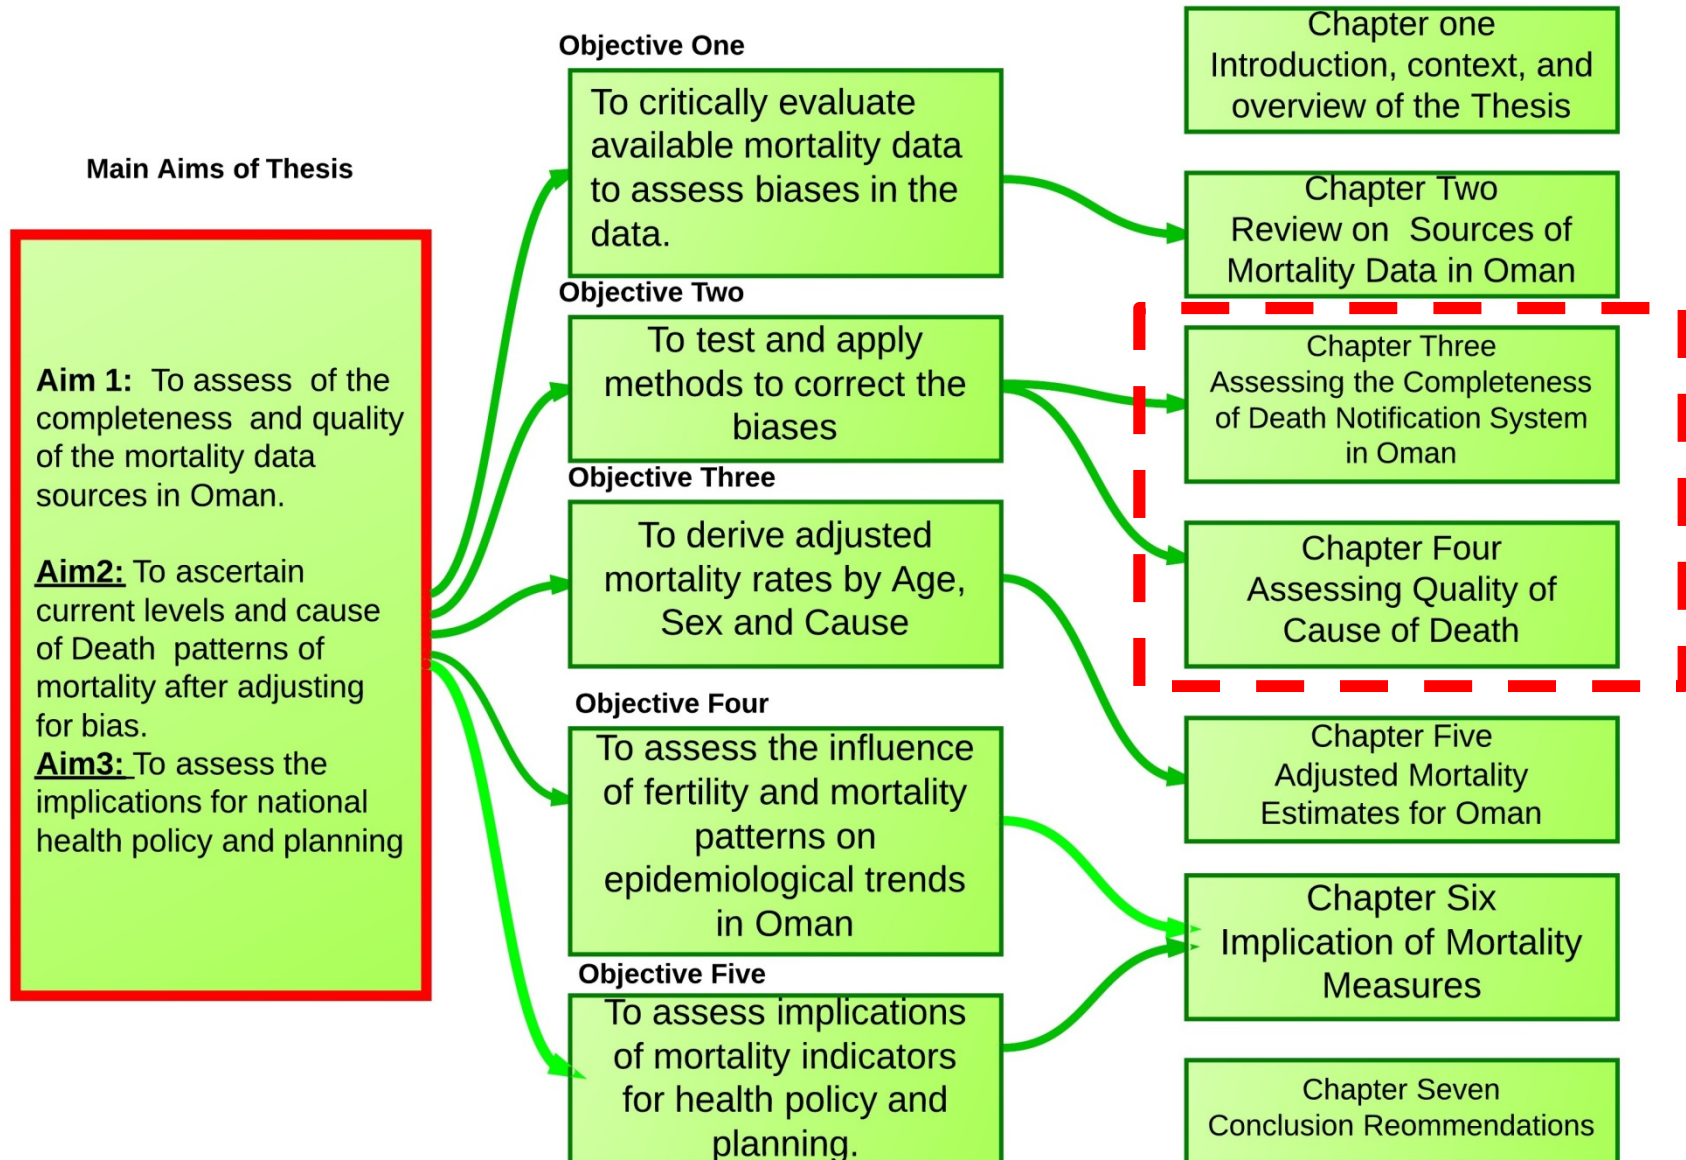 Main Aims of Thesis
Aim 1: To assess of the
completeness and quality
of the mortality data
sources in Oman.
Aim2: To ascertain
current levels and cause
of Death patterns of
mortality after adjusting
for bias.
Aim3: To assess the
implications for national
health policy and planning
Objective One
To critically evaluate
available mortality data
to assess biases in the
data.
Objective Two
To test and apply
methods to correct the
biases
Objective Three
To derive adjusted
mortality rates by Age,
Sex and Cause
Objective Four
To assess the influence
of fertility and mortality
patterns on
epidemiological trends
in Oman
Objective Five
To assess implications
of mortality indicators
for health policy and
planning.
Chapter one
Introduction, context, and
overview of the Thesis
Chapter Two
Review on Sources of
Mortality Data in Oman
Chapter Three
Assessing the Completeness
of Death Notification System
in Oman
Chapter Four
Assessing Quality of
Cause of Death
Chapter Five
Adjusted Mortality
Estimates for Oman
Chapter Six
Implication of Mortality
Measures
Chapter Seven
Conclusion Reommendations